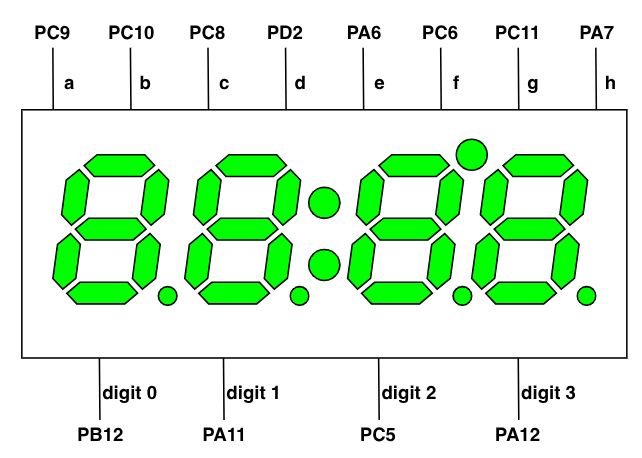 PC9 PC10 PC8 PD2 PA6 PC6 PC11 PA7
a b c d e f g h
digit 0 digit 1 digit 2 digit 3
PB12 PA11 PC5 PA12